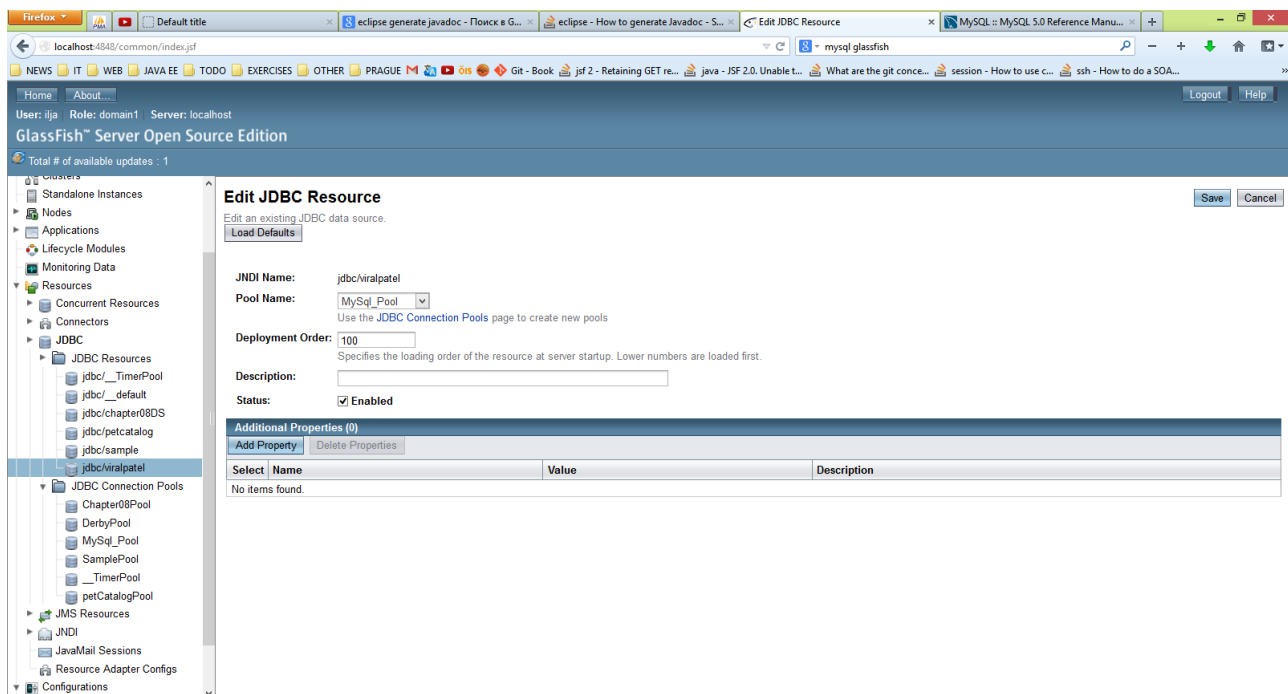 Firefox
PMA
Default title
eclipse generate javadoc - Поиск в G...
eclipse - How to generate Javadoc - S...
Edit JDBC Resource
MySQL :: MySQL 5.0 Reference Manu...
localhost:4848/common/index.jsf
mysql glassfish
NEWS IT WEB JAVA EE TODO EXERCISES OTHER PRAGUE ÖIS Git - Book jsf 2 - Retaining GET re... java - JSF 2.0. Unable t... What are the git conce... session - How to use c... ssh - How to do a SOA...
Home About... Logout Help
User: ilja Role: domain1 Server: localhost
GlassFish™ Server Open Source Edition
Total # of available updates : 1
Clusters
Standalone Instances
Nodes
Applications
Lifecycle Modules
Monitoring Data
Resources
Concurrent Resources
Connectors
JDBC
JDBC Resources
jdbc/__TimerPool
jdbc/__default
jdbc/chapter08DS
jdbc/petcatalog
jdbc/sample
jdbc/viralpatel
JDBC Connection Pools
Chapter08Pool
DerbyPool
MySql_Pool
SamplePool
__TimerPool
petCatalogPool
JMS Resources
JNDI
JavaMail Sessions
Resource Adapter Configs
Configurations
Edit JDBC Resource
Save Cancel
Edit an existing JDBC data source.
Load Defaults
JNDI Name: jdbc/viralpatel
Pool Name: MySql_Pool
Use the JDBC Connection Pools page to create new pools
Deployment Order: 100
Specifies the loading order of the resource at server startup. Lower numbers are loaded first.
Description:
Status: Enabled
Additional Properties (0)
Add Property Delete Properties
Select Name Value Description
No items found.